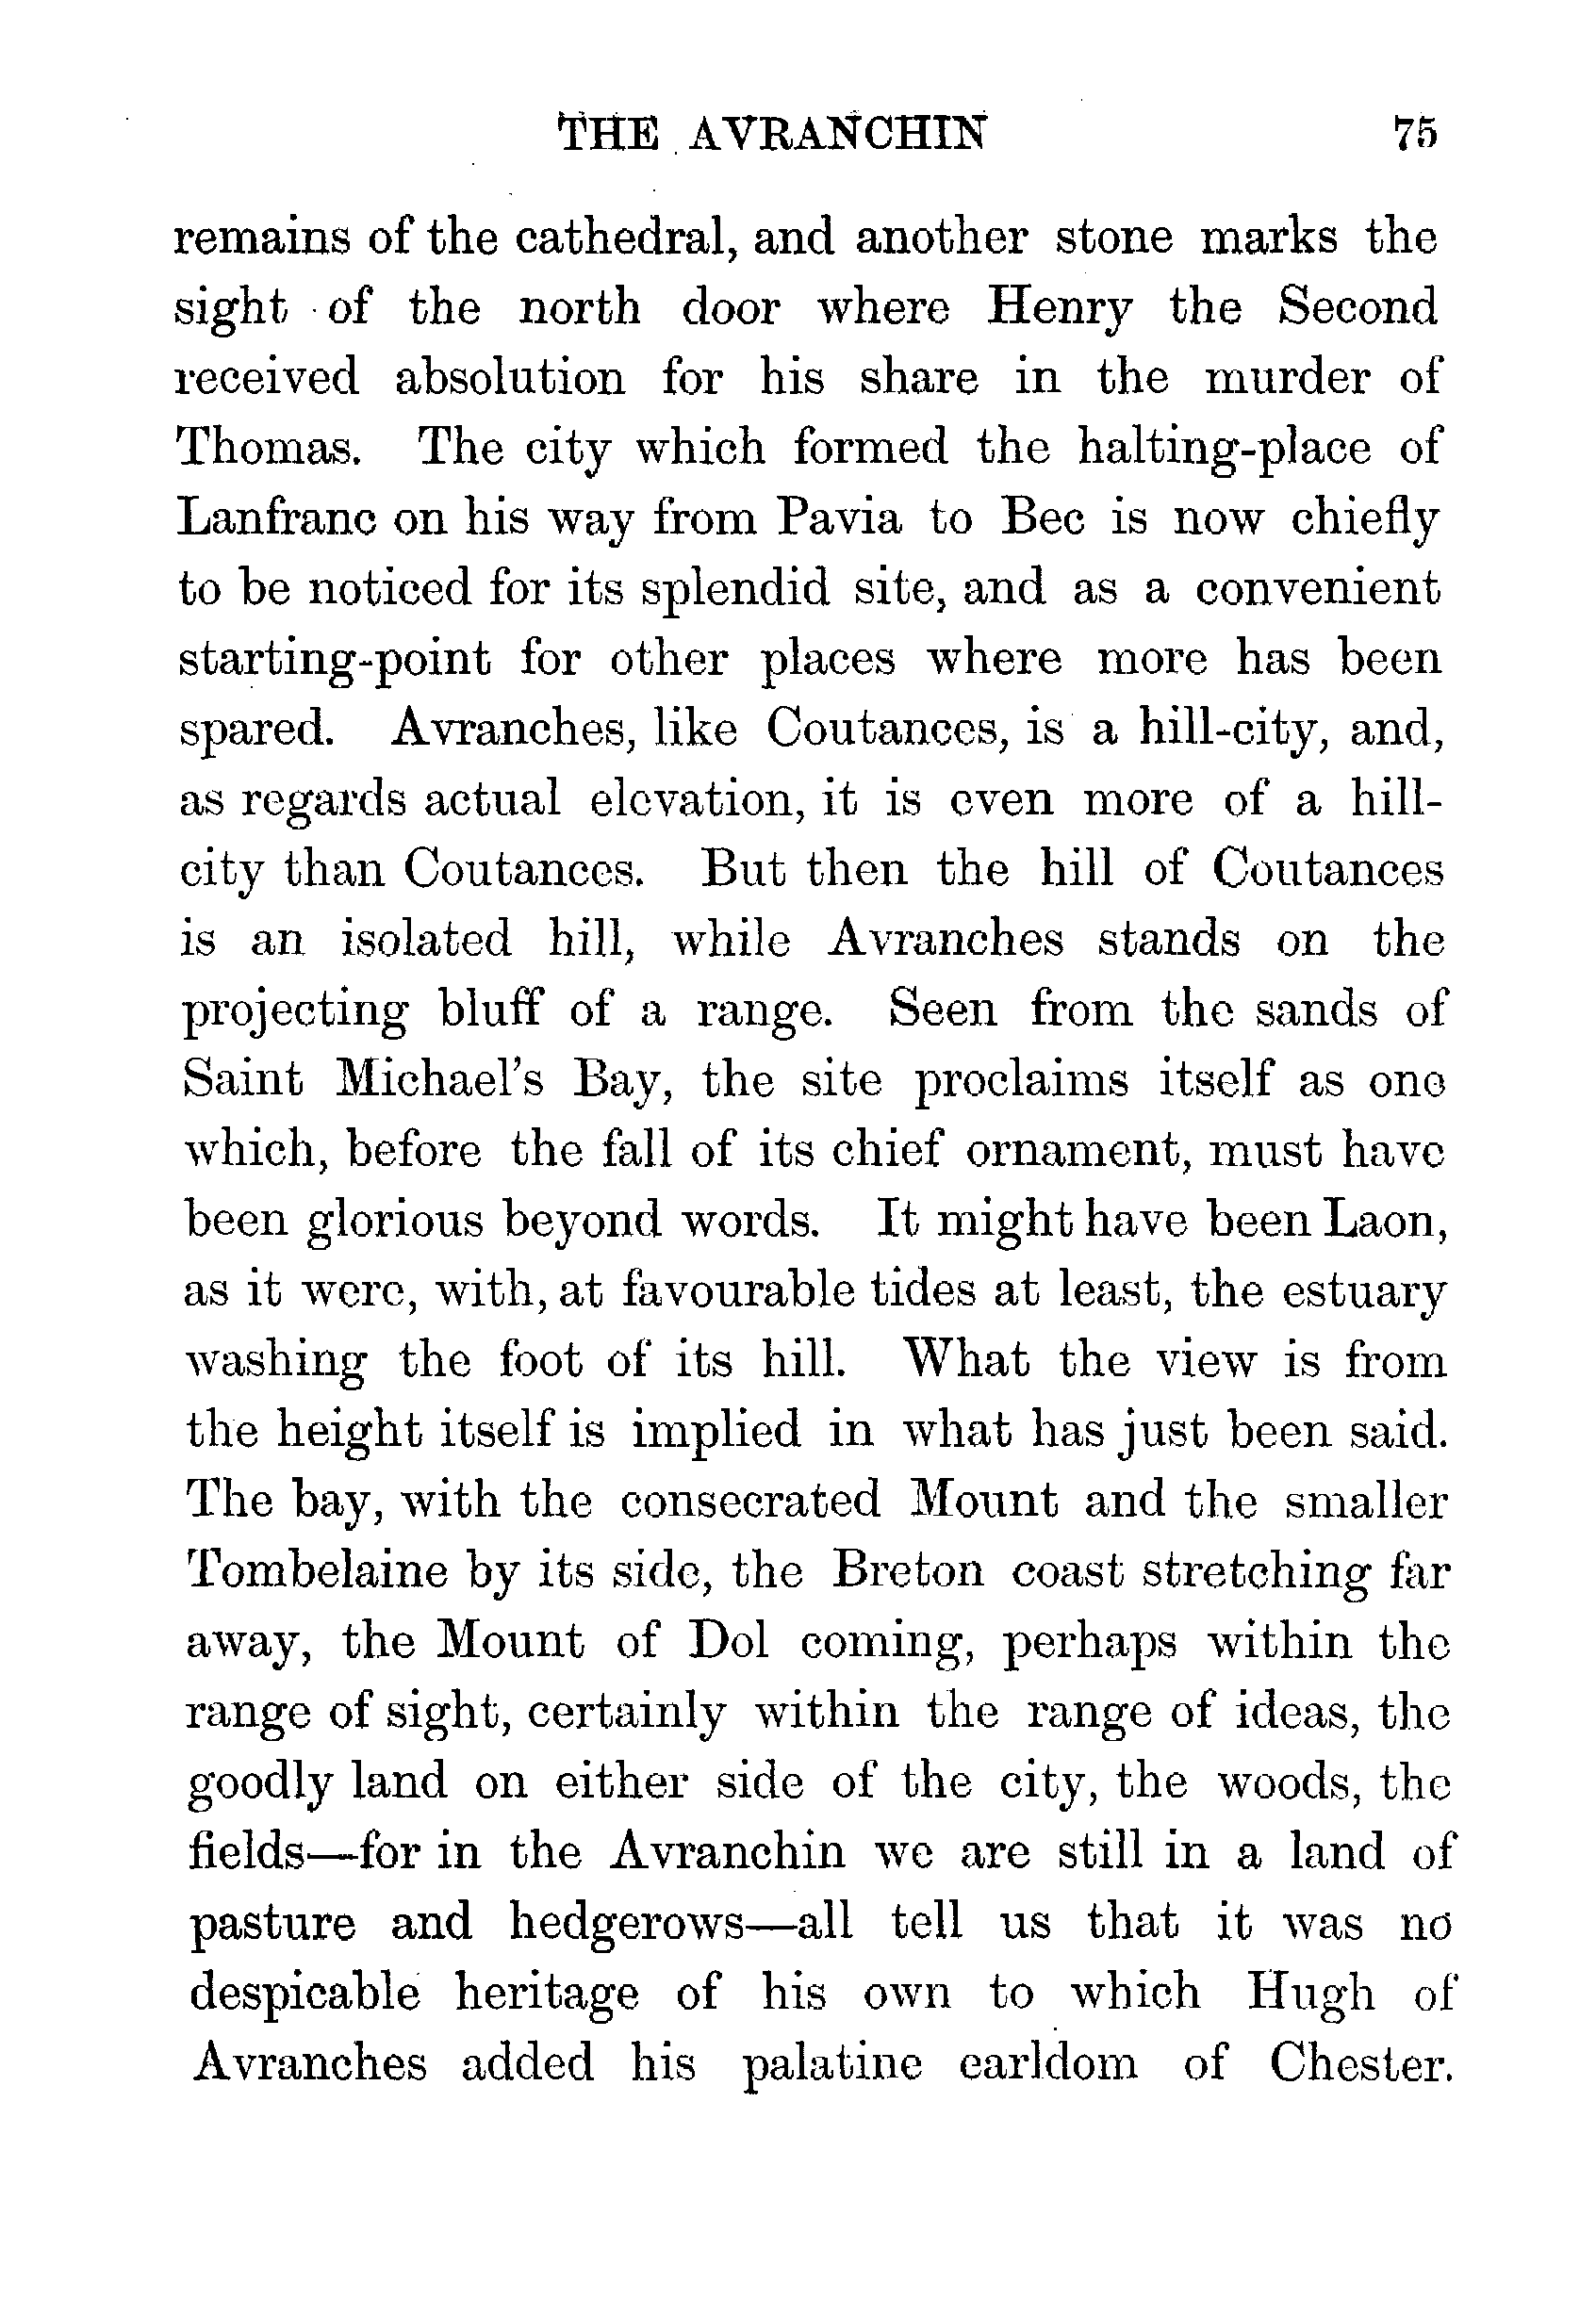 THE AVRANCHIN 75
remains of the cathedral, and another stone marks the
sight of the north door where Henry the Second
received absolution for his share in the murder of
Thomas. The city which formed the halting-place of
Lanfranc on his way from Pavia to Bec is now chiefly
to be noticed for its splendid site, and as a convenient
starting-point for other places where more has been
spared. Avranches, like Coutances, is a hill-city, and,
as regards actual elevation, it is even more of a hill-
city than Coutances. But then the hill of Coutances
is an isolated hill, while Avranches stands on the
projecting bluff of a range. Seen from the sands of
Saint Michael's Bay, the site proclaims itself as one
which, before the fall of its chief ornament, must have
been glorious beyond words. It might have been Laon,
as it were, with, at favourable tides at least, the estuary
washing the foot of its hill. What the view is from
the height itself is implied in what has just been said.
The bay, with the consecrated Mount and the smaller
Tombelaine by its side, the Breton coast stretching far
away, the Mount of Dol coming, perhaps within the
range of sight, certainly within the range of ideas, the
goodly land on either side of the city, the woods, the
fields—for in the Avranchin we are still in a land of
pasture and hedgerows—all tell us that it was no
despicable heritage of his own to which Hugh of
Avranches added his palatine earldom of Chester.